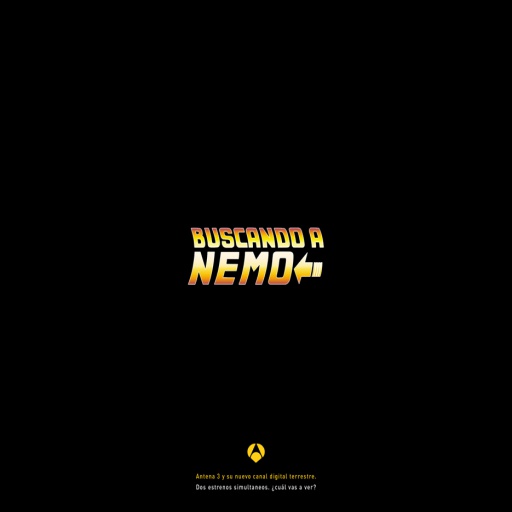 BUSCANDO A
NEMO
Antena 3 y su nuevo canal digital terrestre.
Dos estrenos simultaneos, ¿cuál vas a ver?